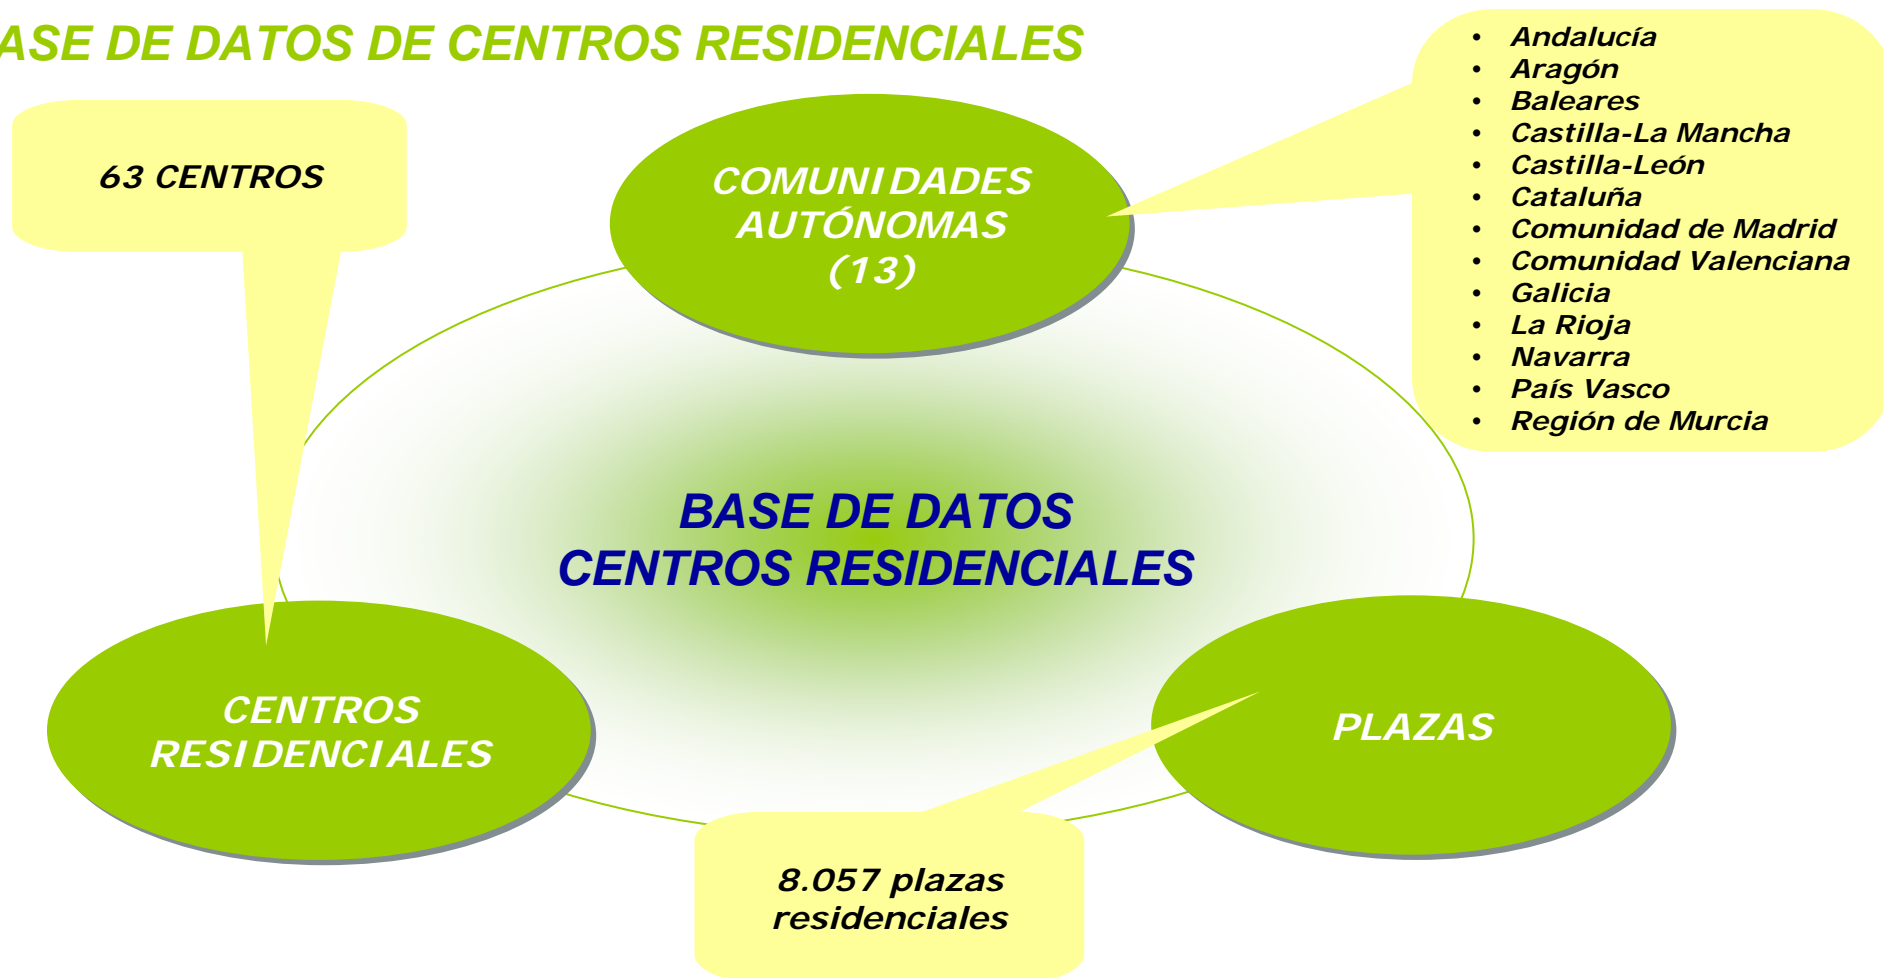 ASE DE DATOS DE CENTROS RESIDENCIALES
63 CENTROS
COMUNIDADES
AUTÓNOMAS
(13)
• Andalucía
• Aragón
• Baleares
• Castilla-La Mancha
• Castilla-León
• Cataluña
• Comunidad de Madrid
• Comunidad Valenciana
• Galicia
• La Rioja
• Navarra
• País Vasco
• Región de Murcia
BASE DE DATOS
CENTROS RESIDENCIALES
CENTROS
RESIDENCIALES
PLAZAS
8.057 plazas
residenciales